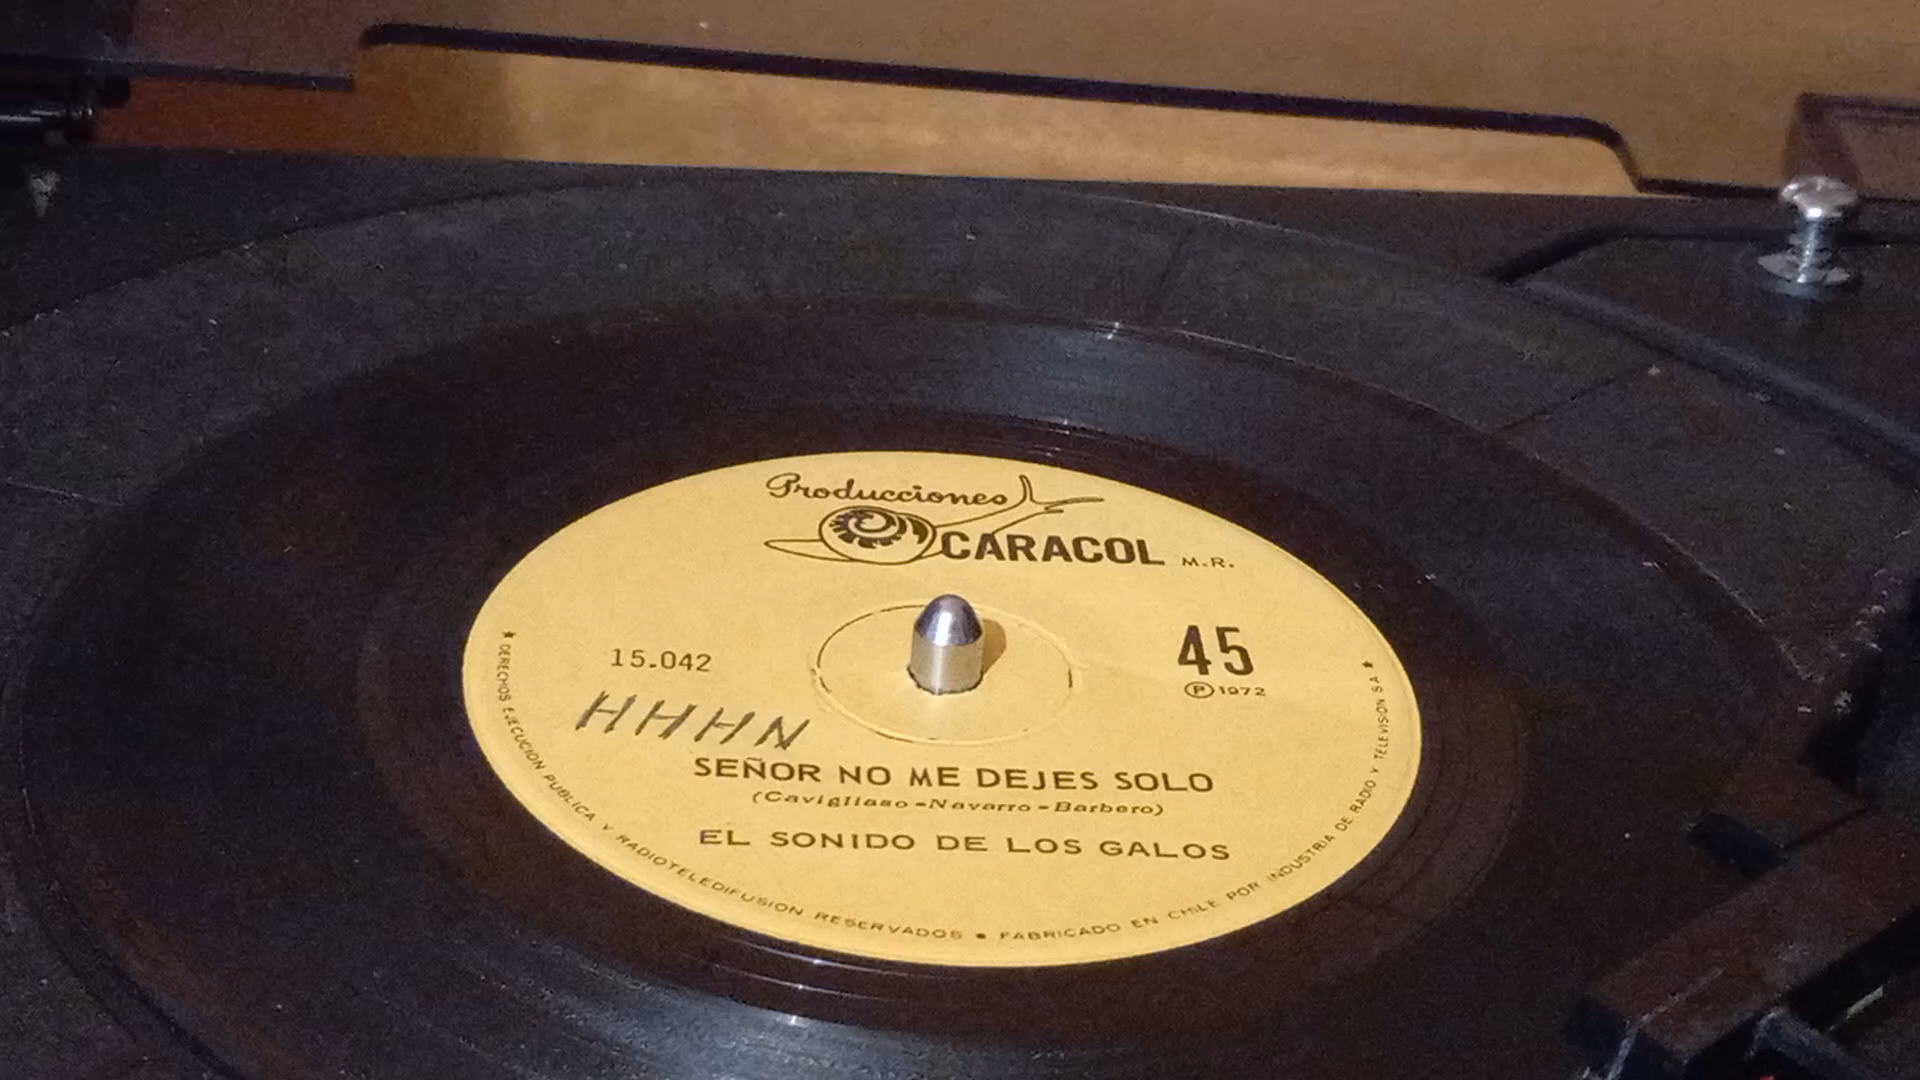 Producciones
CARACOL M.R.
15.042
45
Ⓟ1972
HHHN
SEÑOR NO ME DEJES SOLO
(Cavigliaso-Navarro-Barbero)
EL SONIDO DE LOS GALOS
★ DERECHOS EJECUCION PUBLICA Y RADIOTELEDIFUSION RESERVADOS ● FABRICADO EN CHILE POR INDUSTRIA DE RADIO Y TELEVISION S.A. ★